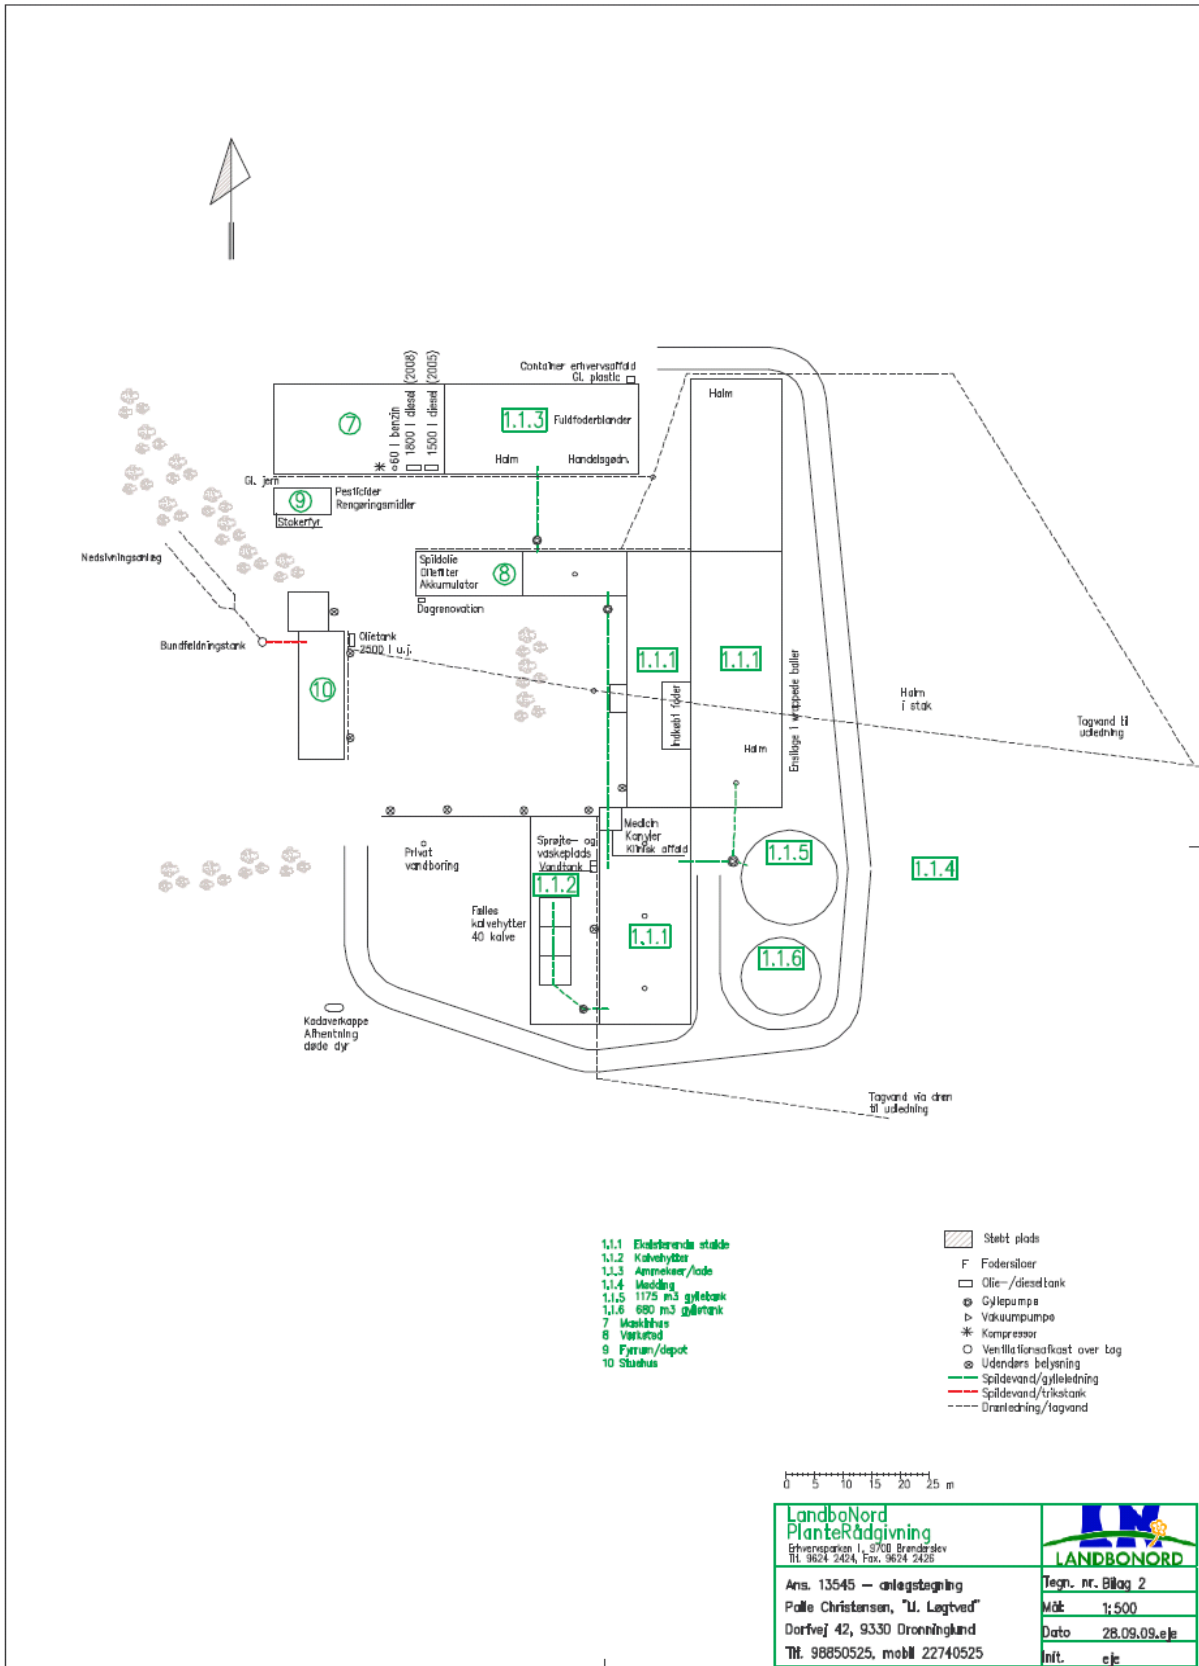 Container erhvervsaffald
Gl. plastic
60 l benzin
1800 l diesel (2008)
1500 l diesel (2005)
7
1.1.3
Fuldfoderblander
Halm
Handelsgødn.
Halm
Gl. jern
9
Pesticider
Rengøringsmidler
Stokerfyr
Nedsivningsanlæg
Spildolie
Oliefilter
Akkumulator
8
Dagrenovation
Bundfældningstank
Olietank
2500 l u.j.
10
1.1.1
1.1.1
Indkøbt foder
Halm
Ensilage i wrappede baller
Halm
i stak
Tagvand til
udledning
Privat
vandboring
Sprøjte- og
vaskeplads
Vandtank
1.1.2
Medicin
Kanyler
Klinisk affald
1.1.5
1.1.4
Fælles
kalvehytter
40 kalve
1.1.1
1.1.6
Kadaverkappe
Afhentning
døde dyr
Tagvand via dræn
til udledning
1.1.1 Eksisterende stalde
1.1.2 Kalvehytter
1.1.3 Ammekøer/lade
1.1.4 Mødding
1.1.5 1175 m3 gylletank
1.1.6 680 m3 gylletank
7 Maskinhus
8 Værksted
9 Fyrrum/depot
10 Stuehus
Støbt plads
F Fodersiloer
Olie-/dieseltank
Gyllepumpe
Vakuumpumpe
Kompressor
Ventilationsafkast over tag
Udendørs belysning
Spildevand/gylleledning
Spildevand/trikstank
Drænledning/tagvand
0 5 10 15 20 25 m
LandboNord
PlanteRådgivning
Erhvervsparken 1, 9700 Brønderslev
Tlf. 9624 2424, Fax. 9624 2426
LANDBONORD
Ans. 13545 - anlægstegning
Palle Christensen, "Ll. Løgtved"
Dorfvej 42, 9330 Dronninglund
Tlf. 98850525, mobil 22740525
Tegn. nr. Bilag 2
Mål: 1:500
Dato 28.09.09.eje
Init. eje